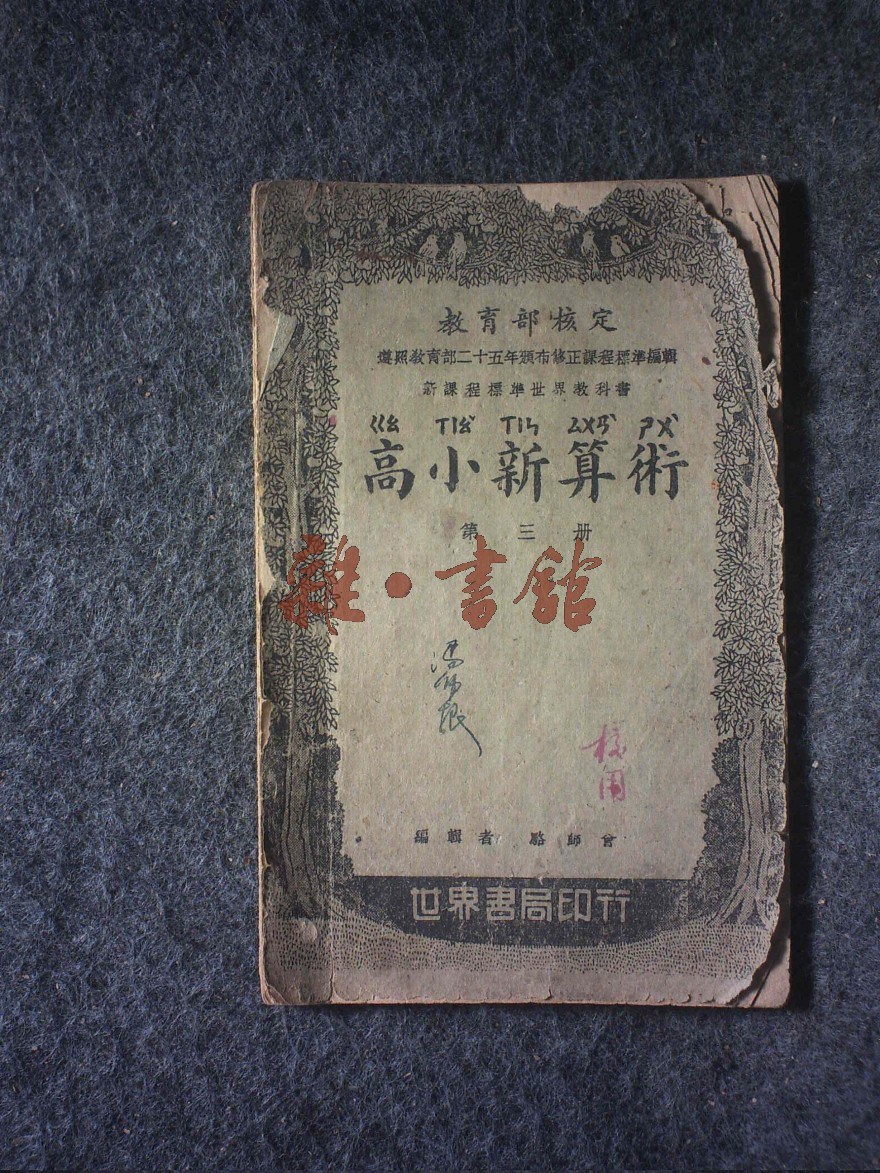 教育部核定
遵照教育部二十五年頒布修正課程標準編輯
新課程標準世界教科書
ㄍㄠ ㄒㄧㄠˇ ㄒㄧㄣ ㄙㄨㄢˋ ㄕㄨˋ
高小新算術
第三册
雜·書館
校用
編輯者 駱師曾
世界書局印行